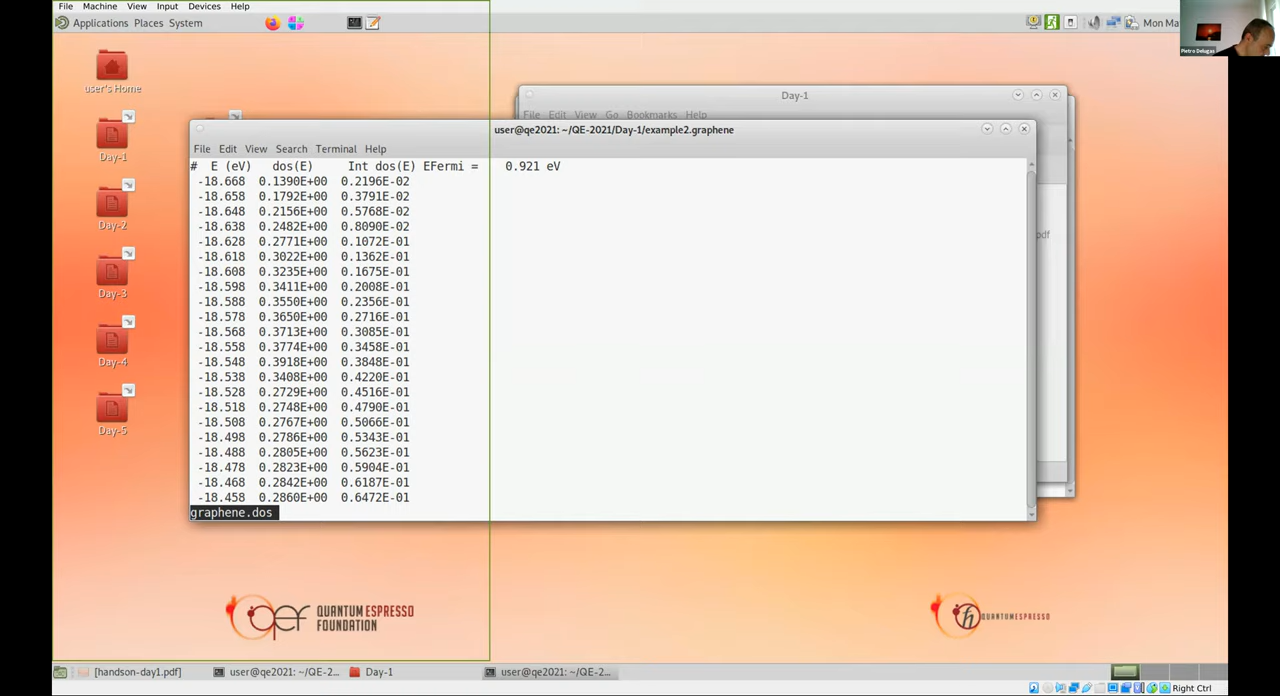 File Machine View Input Devices Help
Applications Places System
Mon Ma
Pietro Delugas
user's Home
Day-1
Day-2
Day-3
Day-4
Day-5
Day-1
File Edit View Go Bookmarks Help
pdf
user@qe2021: ~/QE-2021/Day-1/example2.graphene
File Edit View Search Terminal Help
# E (eV) dos(E) Int dos(E) EFermi = 0.921 eV
-18.668 0.1390E+00 0.2196E-02
-18.658 0.1792E+00 0.3791E-02
-18.648 0.2156E+00 0.5768E-02
-18.638 0.2482E+00 0.8090E-02
-18.628 0.2771E+00 0.1072E-01
-18.618 0.3022E+00 0.1362E-01
-18.608 0.3235E+00 0.1675E-01
-18.598 0.3411E+00 0.2008E-01
-18.588 0.3550E+00 0.2356E-01
-18.578 0.3650E+00 0.2716E-01
-18.568 0.3713E+00 0.3085E-01
-18.558 0.3774E+00 0.3458E-01
-18.548 0.3918E+00 0.3848E-01
-18.538 0.3408E+00 0.4220E-01
-18.528 0.2729E+00 0.4516E-01
-18.518 0.2748E+00 0.4790E-01
-18.508 0.2767E+00 0.5066E-01
-18.498 0.2786E+00 0.5343E-01
-18.488 0.2805E+00 0.5623E-01
-18.478 0.2823E+00 0.5904E-01
-18.468 0.2842E+00 0.6187E-01
-18.458 0.2860E+00 0.6472E-01
graphene.dos
QUANTUM ESPRESSO
FOUNDATION
QUANTUMESPRESSO
[handson-day1.pdf]
user@qe2021: ~/QE-2...
Day-1
user@qe2021: ~/QE-2...
Right Ctrl